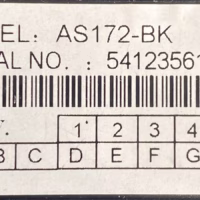 EL: AS172-BK
AL NO. : 54123561
. 1 2 3 4
B C D E F G